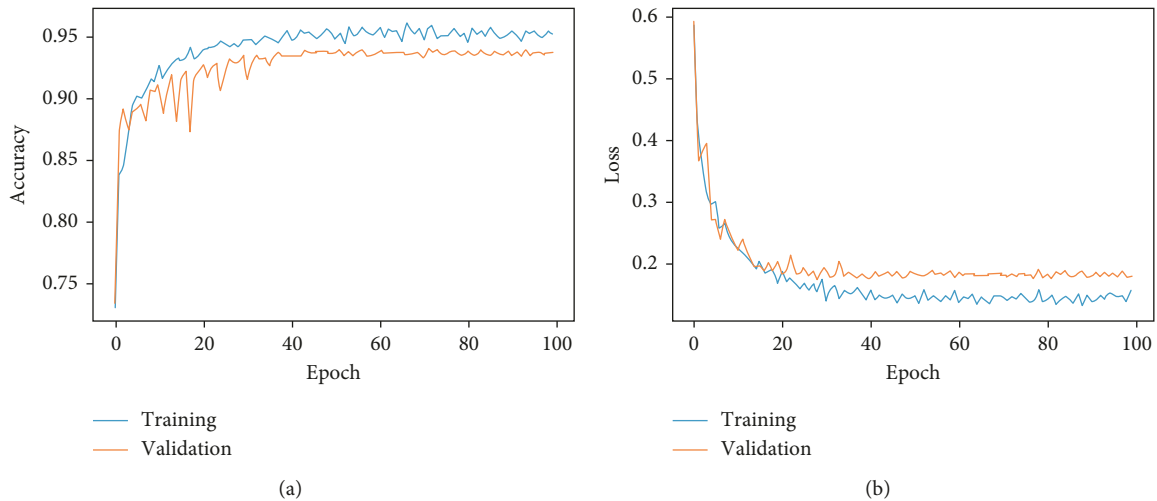 0.95
0.90
0.85
0.80
0.75
Accuracy
0 20 40 60 80 100
Epoch
Training
Validation
(a)
0.6
0.5
0.4
0.3
0.2
Loss
0 20 40 60 80 100
Epoch
Training
Validation
(b)